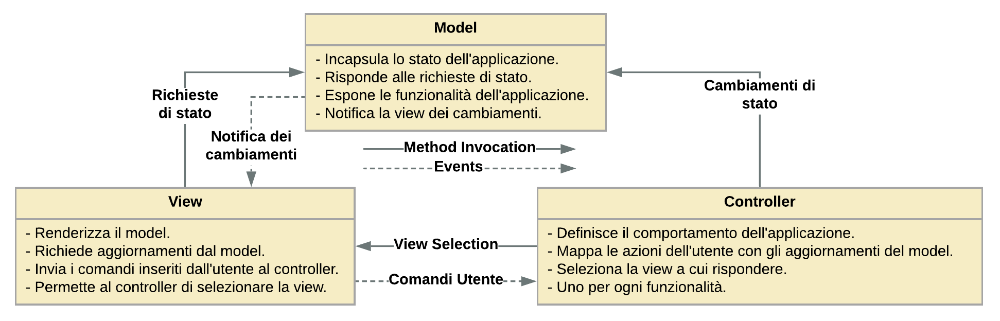 Model
- Incapsula lo stato dell'applicazione.
- Risponde alle richieste di stato.
- Espone le funzionalità dell'applicazione.
- Notifica la view dei cambiamenti.
Richieste
di stato
Cambiamenti di
stato
Notifica dei
cambiamenti
Method Invocation
Events
View
- Renderizza il model.
- Richiede aggiornamenti dal model.
- Invia i comandi inseriti dall'utente al controller.
- Permette al controller di selezionare la view.
View Selection
Comandi Utente
Controller
- Definisce il comportamento dell'applicazione.
- Mappa le azioni dell'utente con gli aggiornamenti del model.
- Seleziona la view a cui rispondere.
- Uno per ogni funzionalità.